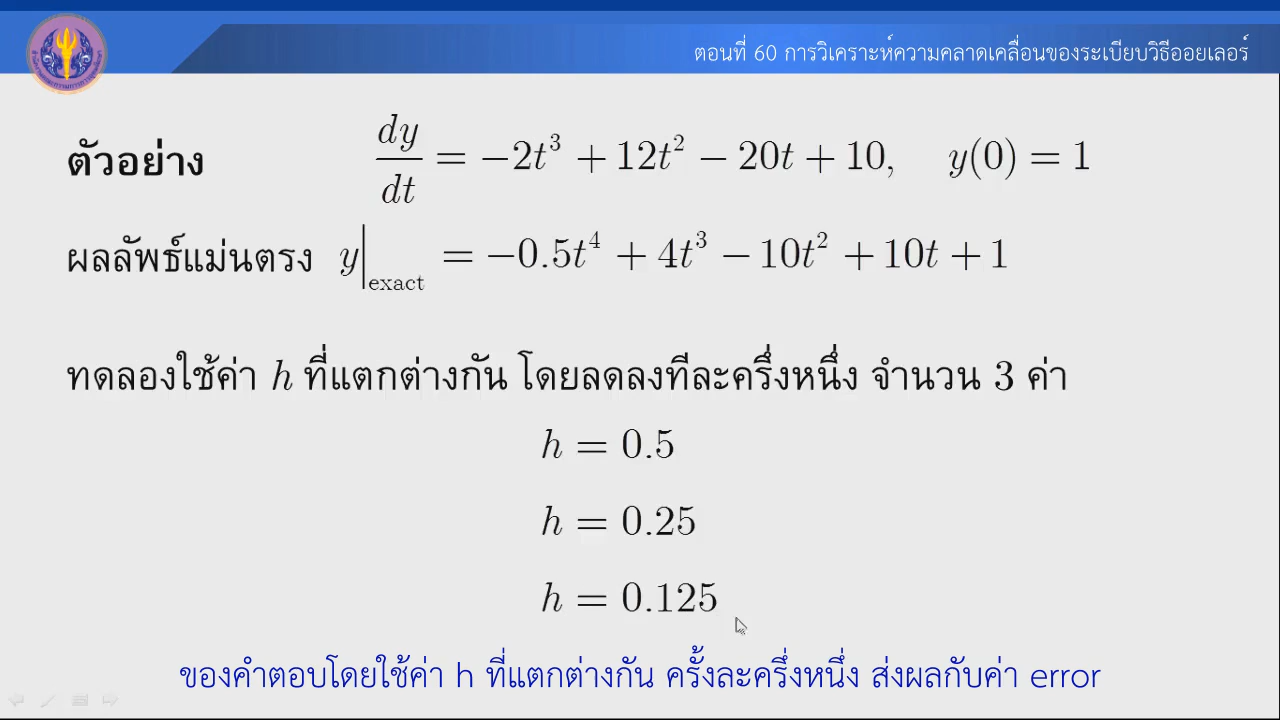 ตอนที่ 60 การวิเคราะห์ความคลาดเคลื่อนของระเบียบวิธีออยเลอร์
ตัวอย่าง dy/dt = −2t³ + 12t² − 20t + 10, y(0) = 1
ผลลัพธ์แม่นตรง y|exact = −0.5t⁴ + 4t³ − 10t² + 10t + 1
ทดลองใช้ค่า h ที่แตกต่างกัน โดยลดลงทีละครึ่งหนึ่ง จำนวน 3 ค่า
h = 0.5
h = 0.25
h = 0.125
ของคำตอบโดยใช้ค่า h ที่แตกต่างกัน ครั้งละครึ่งหนึ่ง ส่งผลกับค่า error